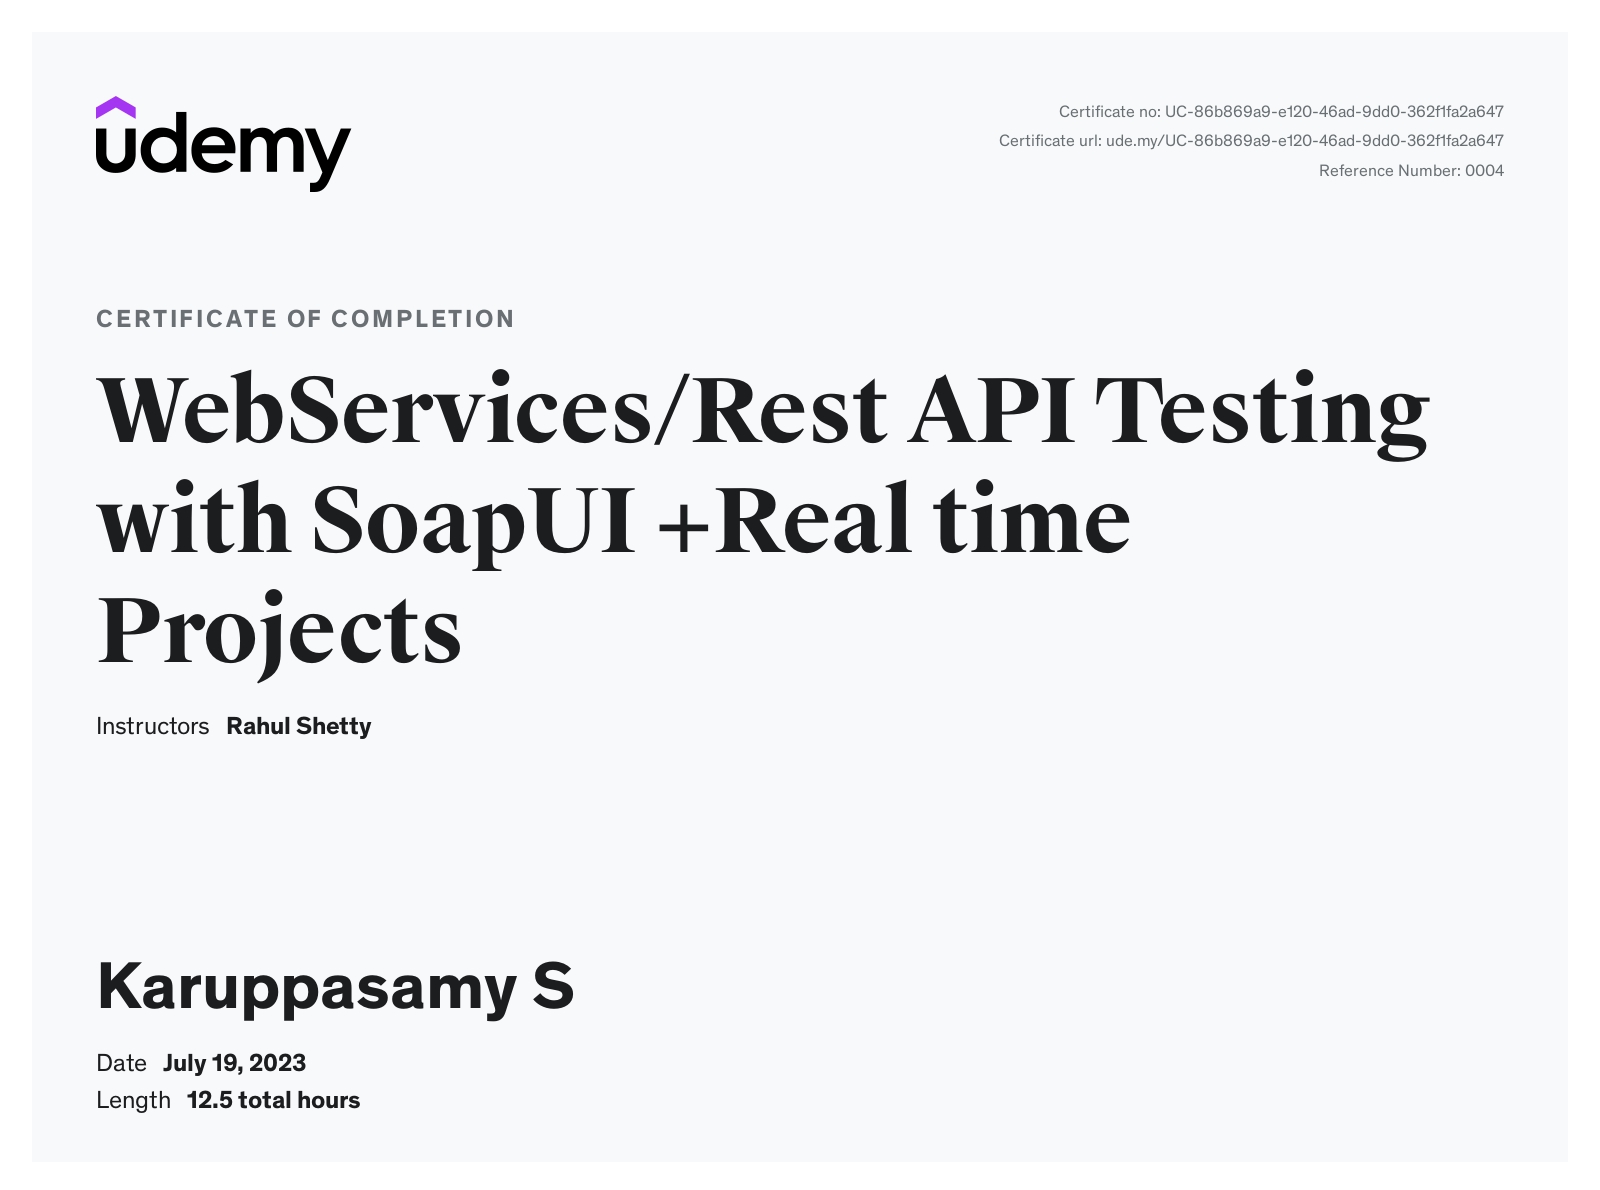 udemy
Certificate no: UC-86b869a9-e120-46ad-9dd0-362f1fa2a647
Certificate url: ude.my/UC-86b869a9-e120-46ad-9dd0-362f1fa2a647
Reference Number: 0004
CERTIFICATE OF COMPLETION
WebServices/Rest API Testing
with SoapUI +Real time
Projects
Instructors Rahul Shetty
Karuppasamy S
Date July 19, 2023
Length 12.5 total hours